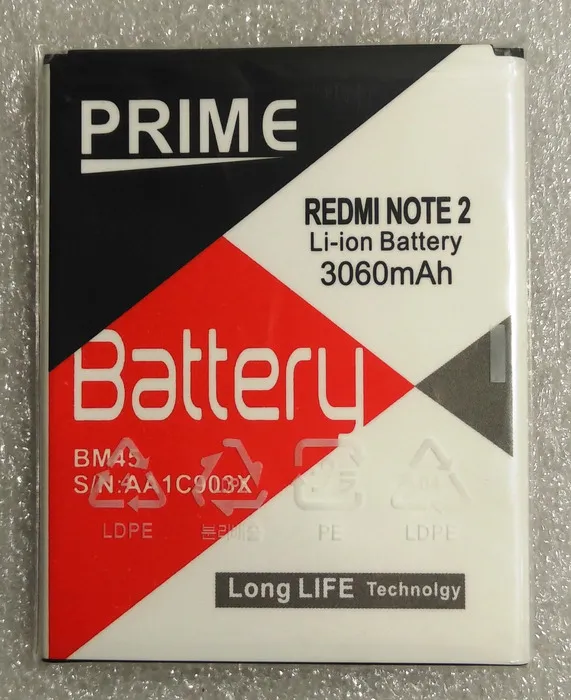 PRIME
REDMI NOTE 2
Li-ion Battery
3060mAh
Battery
BM45
S/N:AA1C903X
LDPE
PE
LDPE
Long LIFE Technolgy